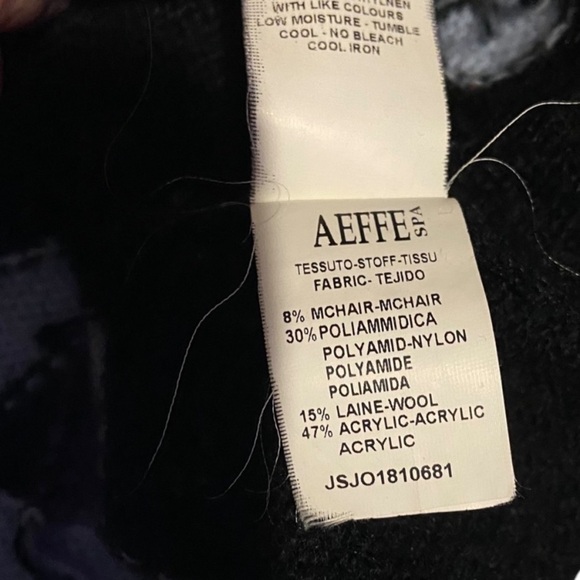 WITH LIKE COLOURS
LOW MOISTURE - TUMBLE
COOL - NO BLEACH
COOL IRON
AEFFE SPA
TESSUTO-STOFF-TISSU
FABRIC- TEJIDO
8% MCHAIR-MCHAIR
30% POLIAMMIDICA
POLYAMID-NYLON
POLYAMIDE
POLIAMIDA
15% LAINE-WOOL
47% ACRYLIC-ACRYLIC
ACRYLIC
JSJO1810681